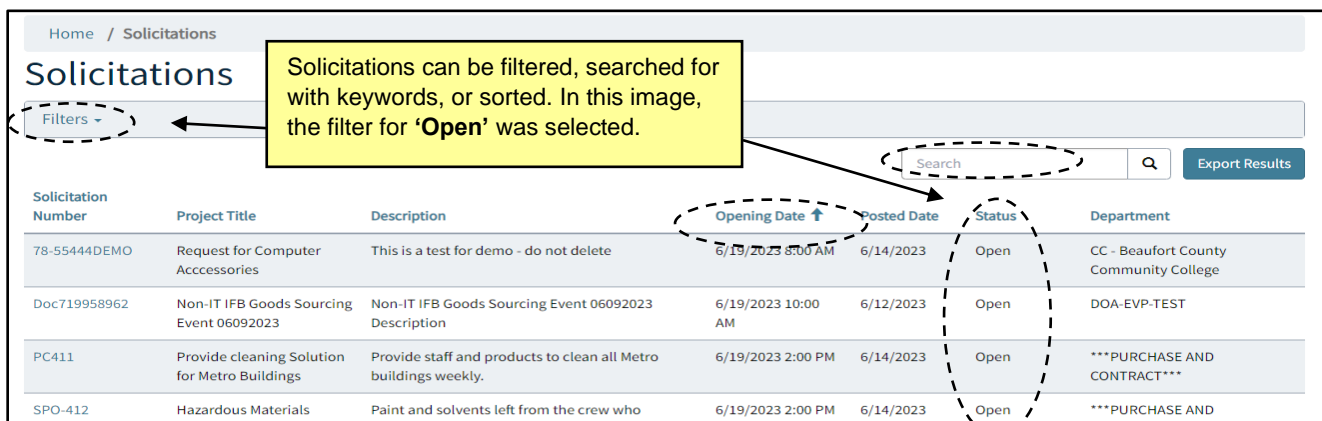 Home / Solicitations
Solicitations
Solicitations can be filtered, searched for
with keywords, or sorted. In this image,
the filter for ‘Open’ was selected.
Filters
Search
Export Results
Solicitation
Number
Project Title
Description
Opening Date
Posted Date
Status
Department
78-55444DEMO
Request for Computer
Acccessories
This is a test for demo - do not delete
6/19/2023 8:00 AM
6/14/2023
Open
CC - Beaufort County
Community College
Doc719958962
Non-IT IFB Goods Sourcing
Event 06092023
Non-IT IFB Goods Sourcing Event 06092023
Description
6/19/2023 10:00
AM
6/12/2023
Open
DOA-EVP-TEST
PC411
Provide cleaning Solution
for Metro Buildings
Provide staff and products to clean all Metro
buildings weekly.
6/19/2023 2:00 PM
6/14/2023
Open
***PURCHASE AND
CONTRACT***
SPO-412
Hazardous Materials
Paint and solvents left from the crew who
6/19/2023 2:00 PM
6/14/2023
Open
***PURCHASE AND